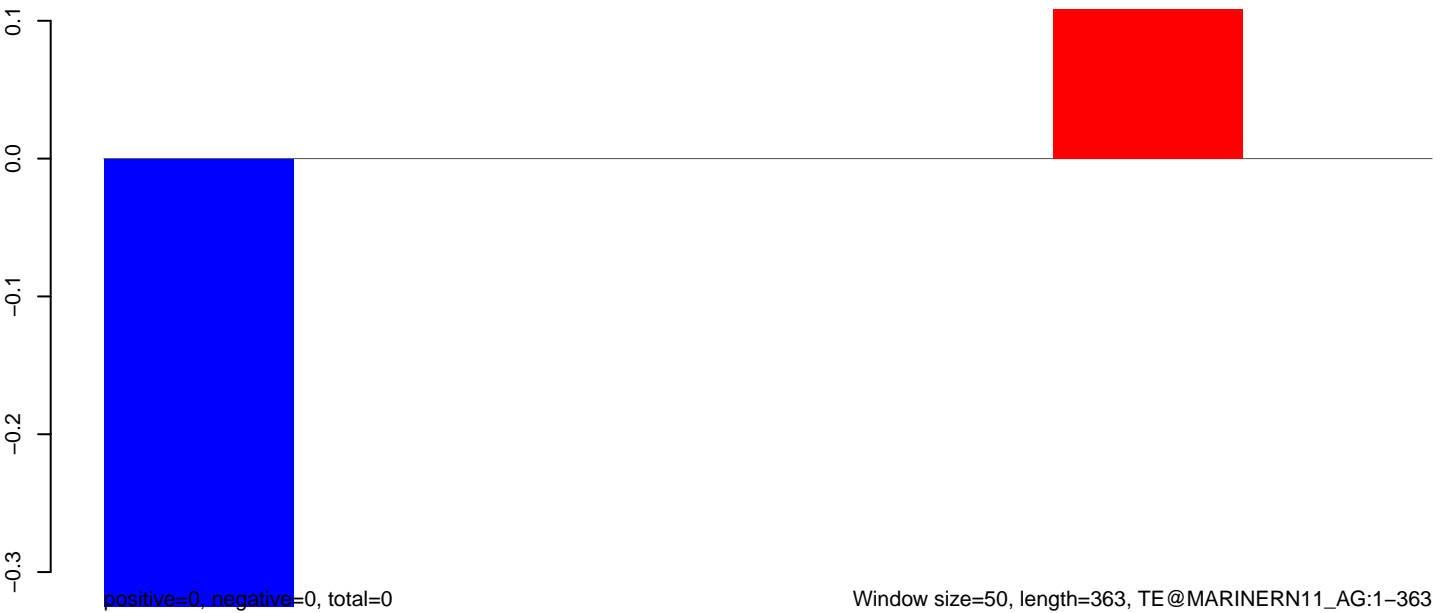 0.1
0.0
−0.1
−0.2
−0.3
positive=0, negative=0, total=0
Window size=50, length=363, TE@MARINERN11_AG:1−363